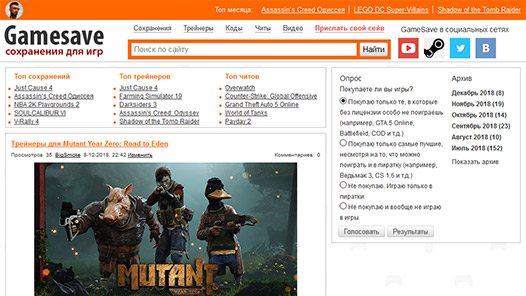 Топ месяца: Assassin's Creed Одиссея | LEGO DC Super-Villains | Shadow of the Tomb Raider
Gamesave
сохранения для игр
Сохранения Трейнеры Коды Читы Видео Прислать свой сейв
Поиск по сайту Найти
GameSave в социальных сетях
Топ сохранений
Just Cause 4
Assassin's Creed Одиссея
NBA 2K Playgrounds 2
SOULCALIBUR VI
V-Rally 4
Топ трейнеров
Just Cause 4
Farming Simulator 19
Darksiders 3
Assassin's Creed: Odyssey
Shadow of the Tomb Raider
Топ читов
Overwatch
Counter-Strike: Global Offensive
Grand Theft Auto 5 Online
World of Tanks
Payday 2
Трейнеры для Mutant Year Zero: Road to Eden
Просмотров 35 BigSmoke 8-12-2018, 22:42 Изменить Комментариев 0
MUTANT
YEAR ZERO
Опрос
Покупаете ли вы игры?
Покупаю только те, в которые
без лицензии особо не поиграешь
(например, GTA 5 Online,
Battlefield, COD и т.д.)
Покупаю только самые лучшие,
несмотря на то, что можно
поиграть и в пиратку (например,
Ведьмак 3, CS 1.6 и т.д.)
Не покупаю. Играю только в
пиратки.
Не покупаю и вообще не играю
в игры.
Голосовать Результаты
Архив
Декабрь 2018 (8)
Ноябрь 2018 (19)
Октябрь 2018 (14)
Сентябрь 2018 (23)
Август 2018 (10)
Июль 2018 (152)
Показать архив